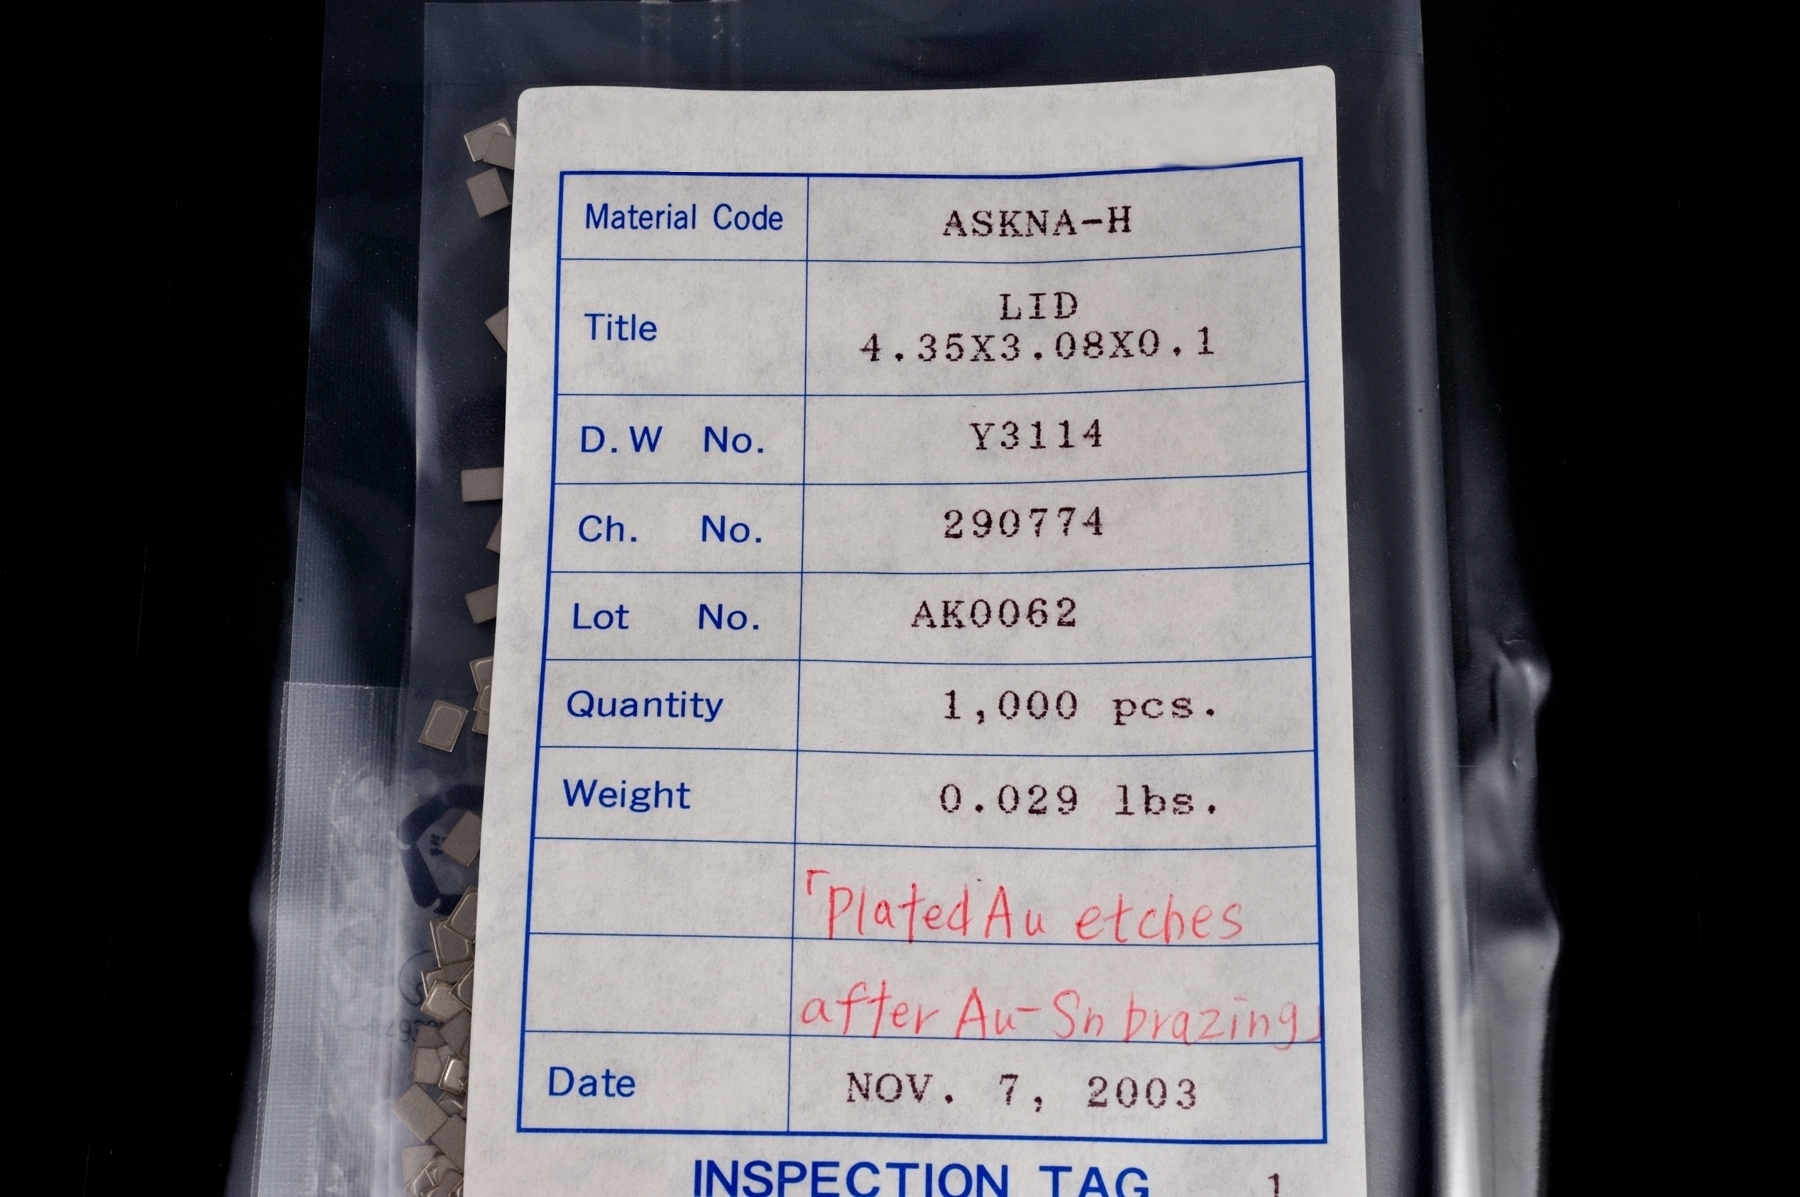 Material Code ASKNA-H
Title LID
4.35X3.08X0.1
D.W No. Y3114
Ch. No. 290774
Lot No. AK0062
Quantity 1,000 pcs.
Weight 0.029 lbs.
「Plated Au etches
after Au-Sn brazing」
Date NOV. 7, 2003
INSPECTION TAG 1